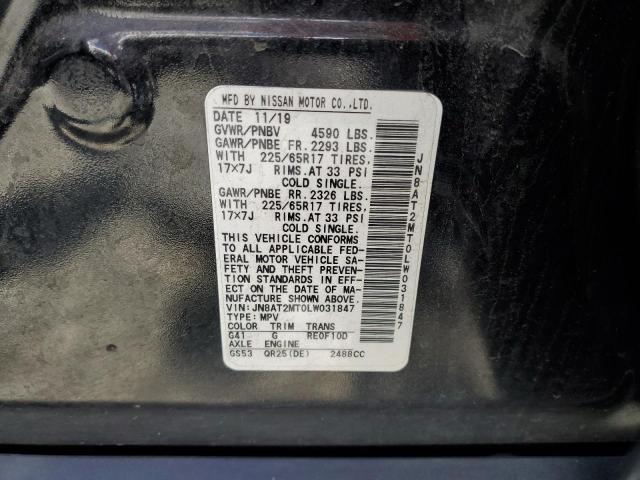 MFD BY NISSAN MOTOR CO.,LTD.
DATE 11/19
GVWR/PNBV 4590 LBS.
GAWR/PNBE FR. 2293 LBS.
WITH 225/65R17 TIRES,
17X7J RIMS.AT 33 PSI
COLD SINGLE.
GAWR/PNBE RR. 2326 LBS.
WITH 225/65R17 TIRES,
17X7J RIMS.AT 33 PSI
COLD SINGLE.
THIS VEHICLE CONFORMS
TO ALL APPLICABLE FED-
ERAL MOTOR VEHICLE SA-
FETY AND THEFT PREVEN-
TION STANDARDS IN EFF-
ECT ON THE DATE OF MA-
NUFACTURE SHOWN ABOVE.
VIN: JN8AT2MT0LW031847
TYPE: MPV
COLOR TRIM TRANS
G41 G RE0F10D
AXLE ENGINE
GS53 QR25(DE) 2488CC
JN8AT2MT0LW031847